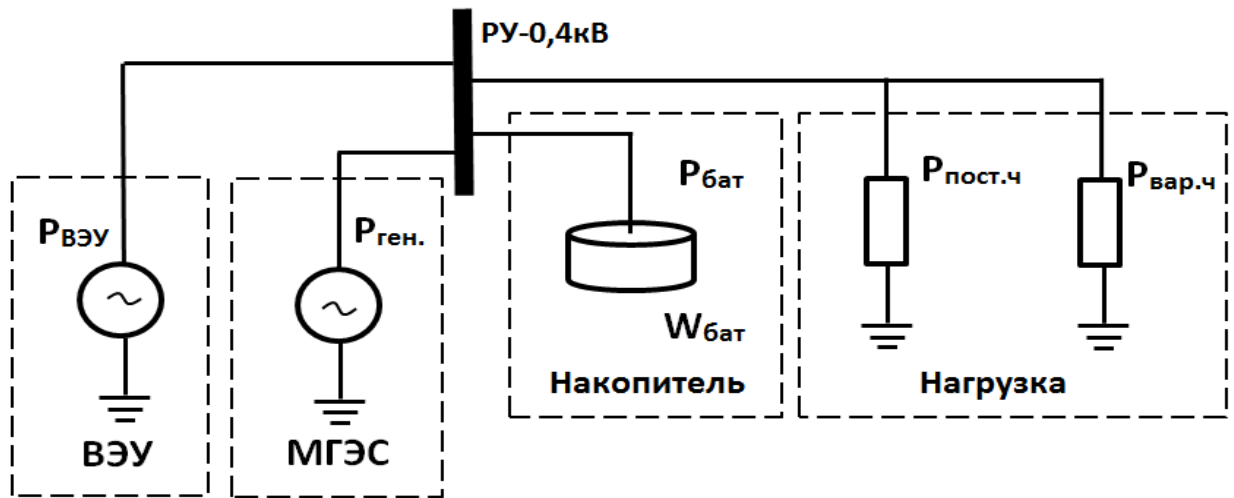 РУ-0,4кВ
Pбат
Pпост.ч
Pвар.ч
PВЭУ
Pген.
Wбат
Накопитель
Нагрузка
ВЭУ
МГЭС